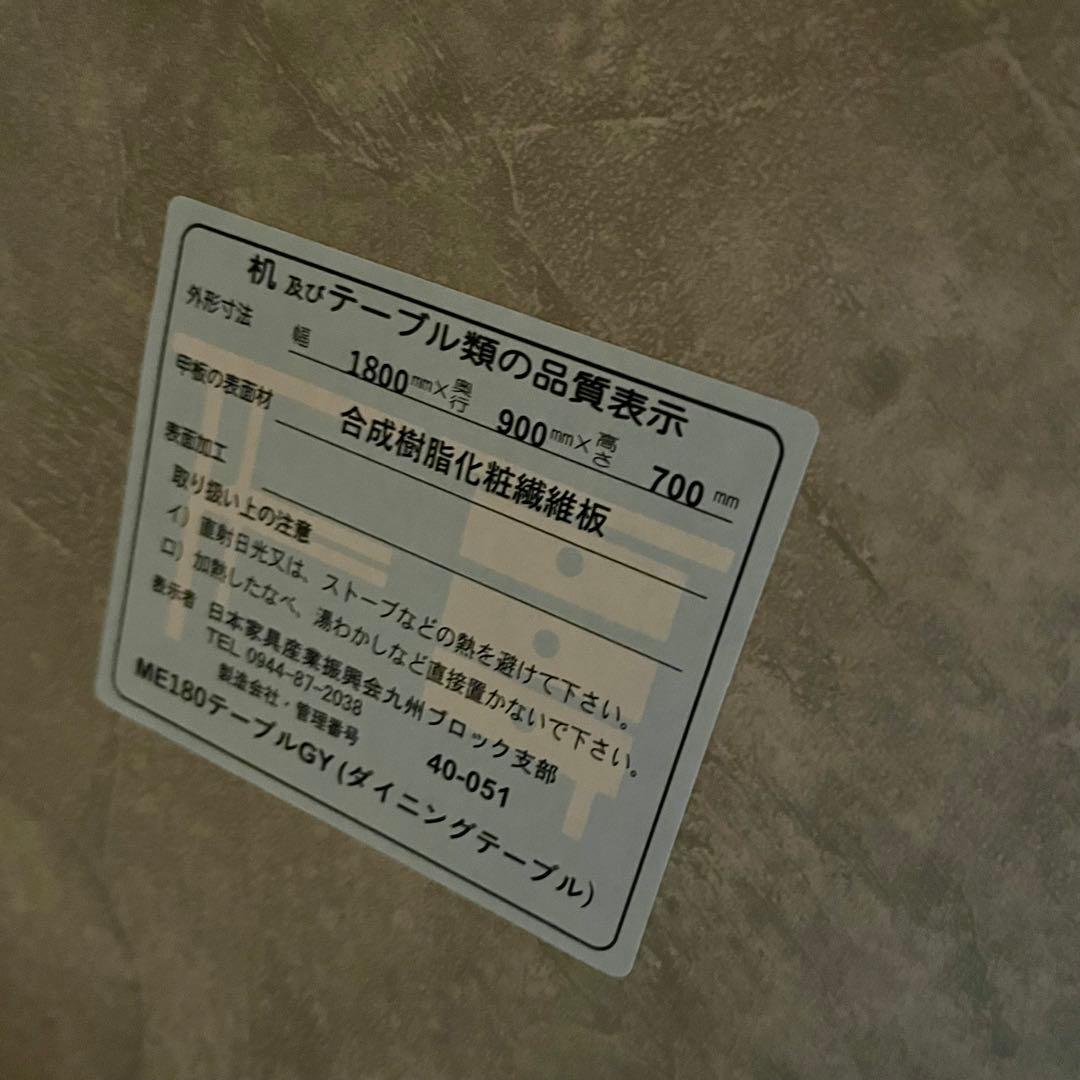 机及びテーブル類の品質表示
外形寸法 幅 1800mm×奥行 900mm×高さ 700mm
甲板の表面材 合成樹脂化粧繊維板
表面加工
取り扱い上の注意
イ) 直射日光又は、ストーブなどの熱を避けて下さい。
ロ) 加熱したなべ、湯わかしなど直接置かないで下さい。
表示者 日本家具産業振興会九州ブロック支部
TEL 0944-87-2038
製造会社・管理番号 40-051
ME180テーブルGY(ダイニングテーブル)